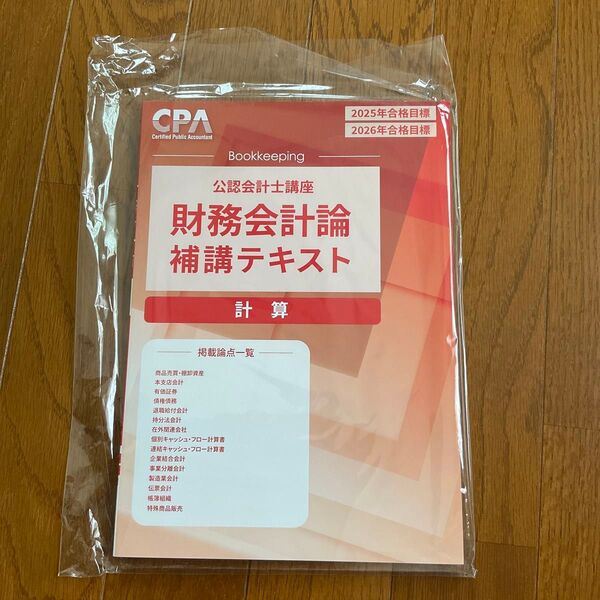 CPA
Certified Public Accountant
2025年合格目標
2026年合格目標
Bookkeeping
公認会計士講座
財務会計論
補講テキスト
計算
掲載論点一覧
商品売買・棚卸資産
本支店会計
有価証券
債権債務
退職給付会計
持分法会計
在外関連会社
個別キャッシュ・フロー計算書
連結キャッシュ・フロー計算書
企業結合会計
事業分離会計
製造業会計
伝票会計
帳簿組織
特殊商品販売